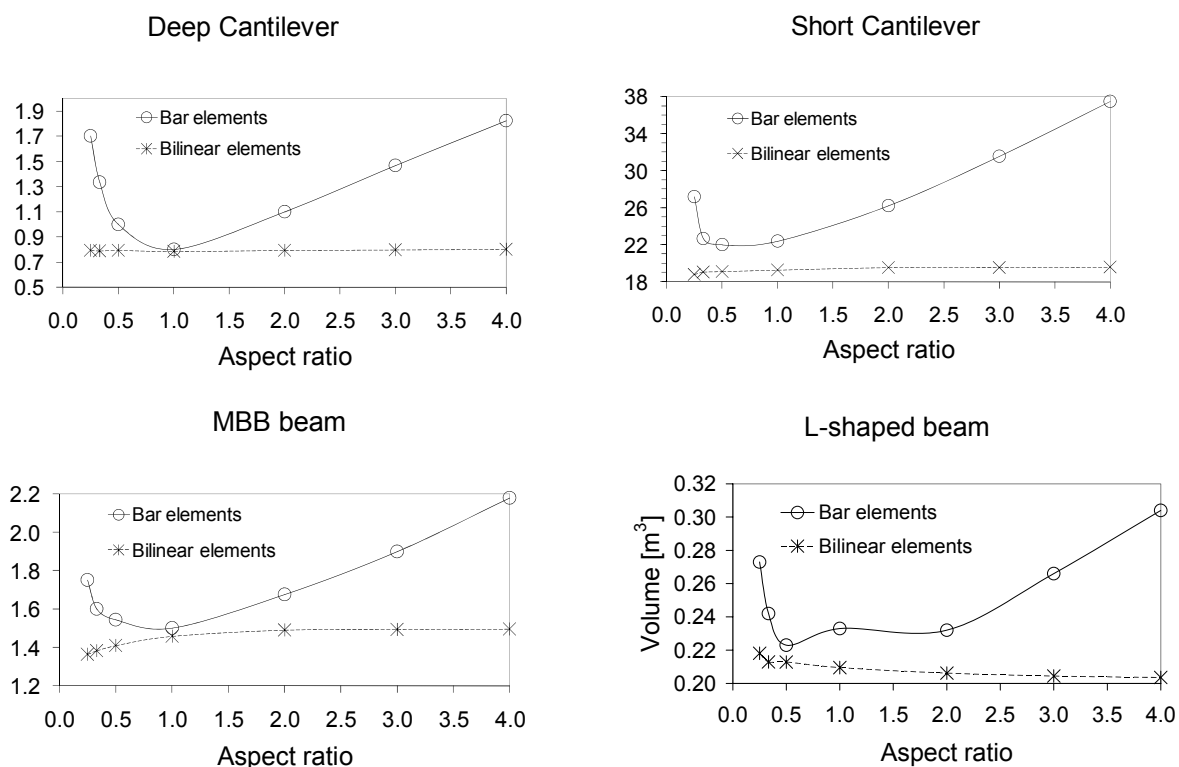 Deep Cantilever
1.9
1.7
1.5
1.3
1.1
0.9
0.7
0.5
Bar elements
Bilinear elements
0.0 0.5 1.0 1.5 2.0 2.5 3.0 3.5 4.0
Aspect ratio
Short Cantilever
38
34
30
26
22
18
Bar elements
Bilinear elements
0.0 0.5 1.0 1.5 2.0 2.5 3.0 3.5 4.0
Aspect ratio
MBB beam
2.2
2.0
1.8
1.6
1.4
1.2
Bar elements
Bilinear elements
0.0 0.5 1.0 1.5 2.0 2.5 3.0 3.5 4.0
Aspect ratio
L-shaped beam
Volume [m³]
0.32
0.30
0.28
0.26
0.24
0.22
0.20
Bar elements
Bilinear elements
0.0 0.5 1.0 1.5 2.0 2.5 3.0 3.5 4.0
Aspect ratio